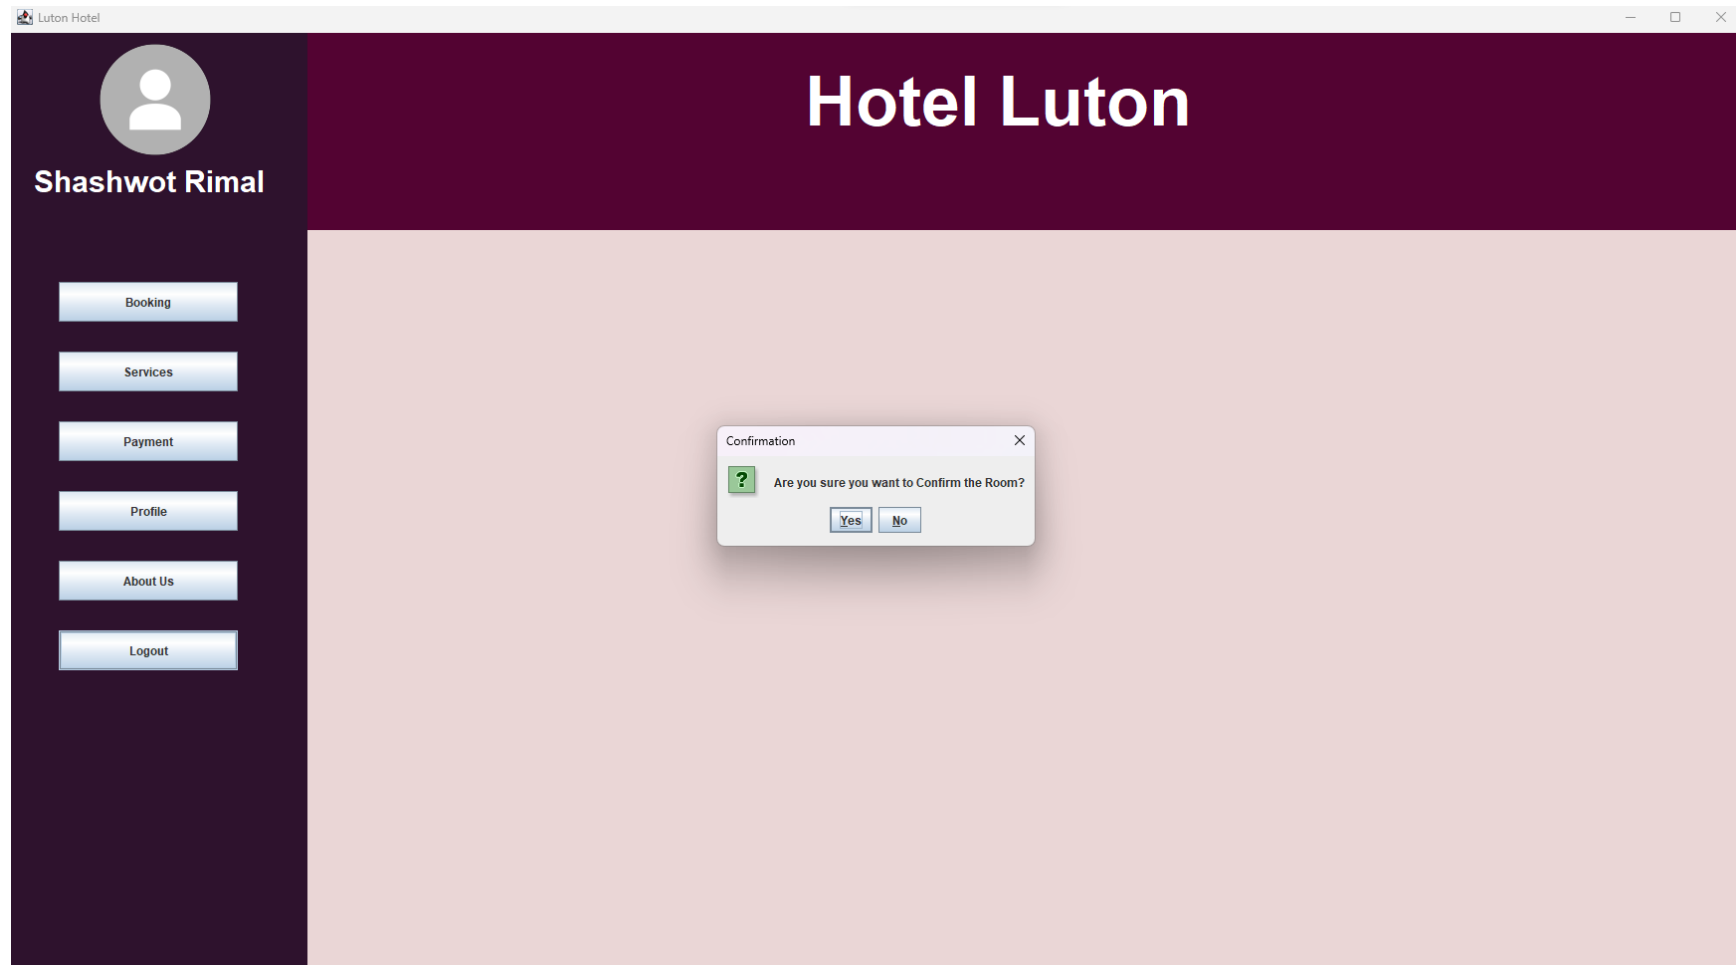 Luton Hotel
Hotel Luton
Shashwot Rimal
Booking
Services
Payment
Profile
About Us
Logout
Confirmation
Are you sure you want to Confirm the Room?
Yes No